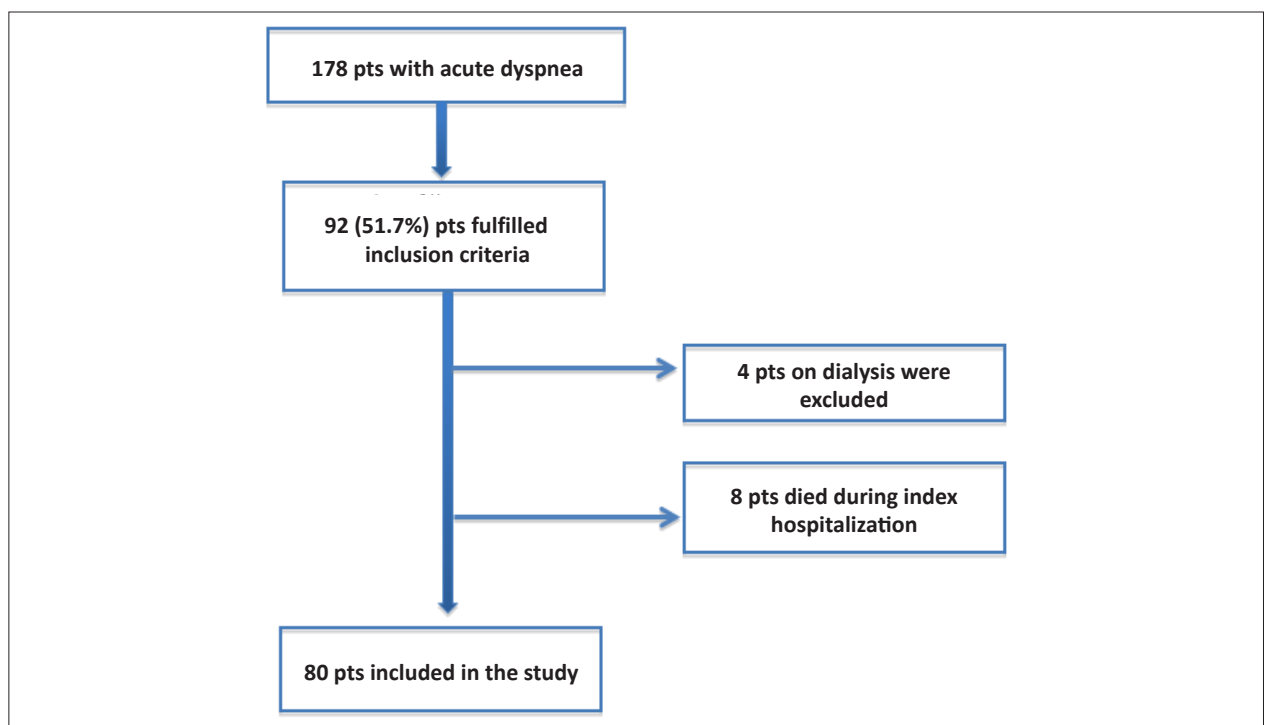 178 pts with acute dyspnea
92 (51.7%) pts fulfilled
inclusion criteria
4 pts on dialysis were
excluded
8 pts died during index
hospitalization
80 pts included in the study